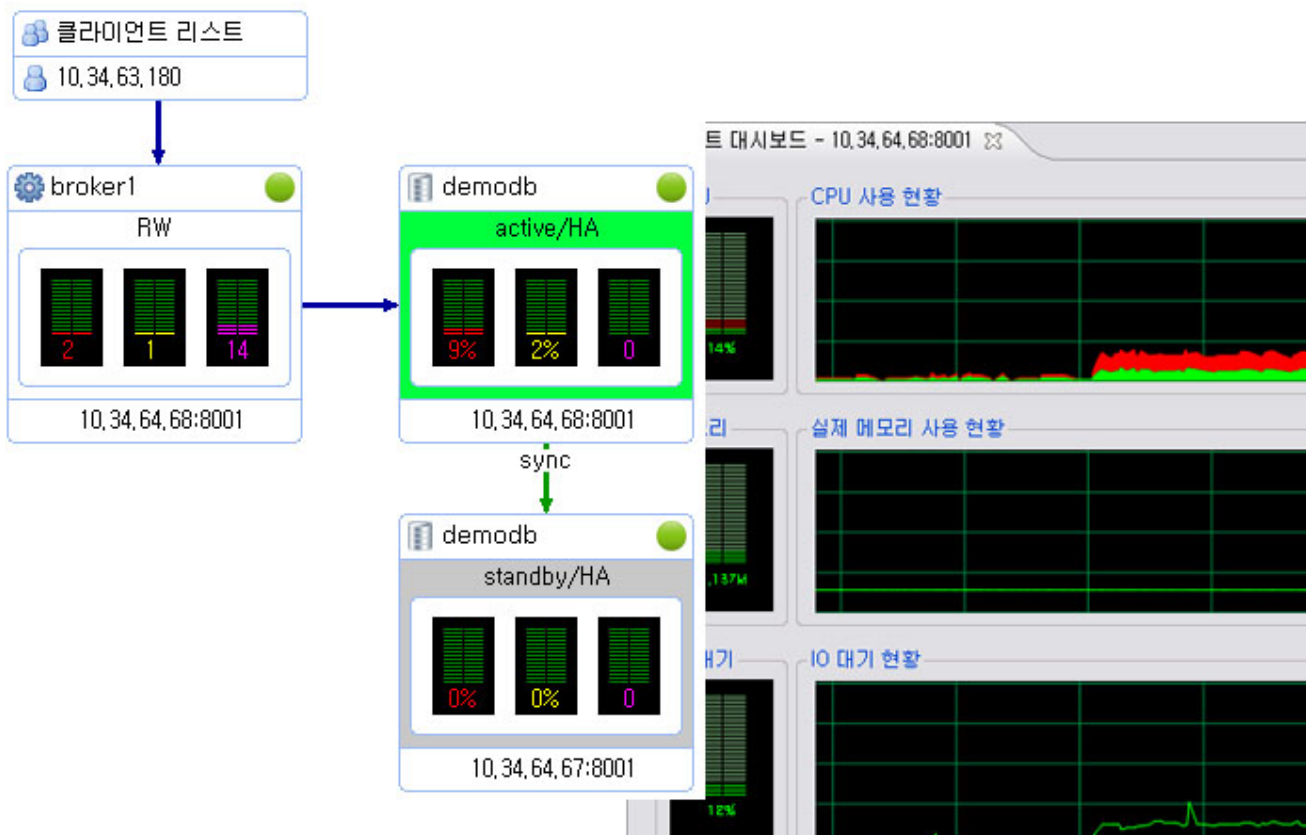 클라이언트 리스트
10,34,63,180
broker1
RW
2
1
14
10,34,64,68:8001
demodb
active/HA
9%
2%
0
10,34,64,68:8001
sync
demodb
standby/HA
0%
0%
0
10,34,64,67:8001
트 대시보드 - 10,34,64,68:8001
CPU 사용 현황
14%
리
실제 메모리 사용 현황
,137M
대기
IO 대기 현황
12%